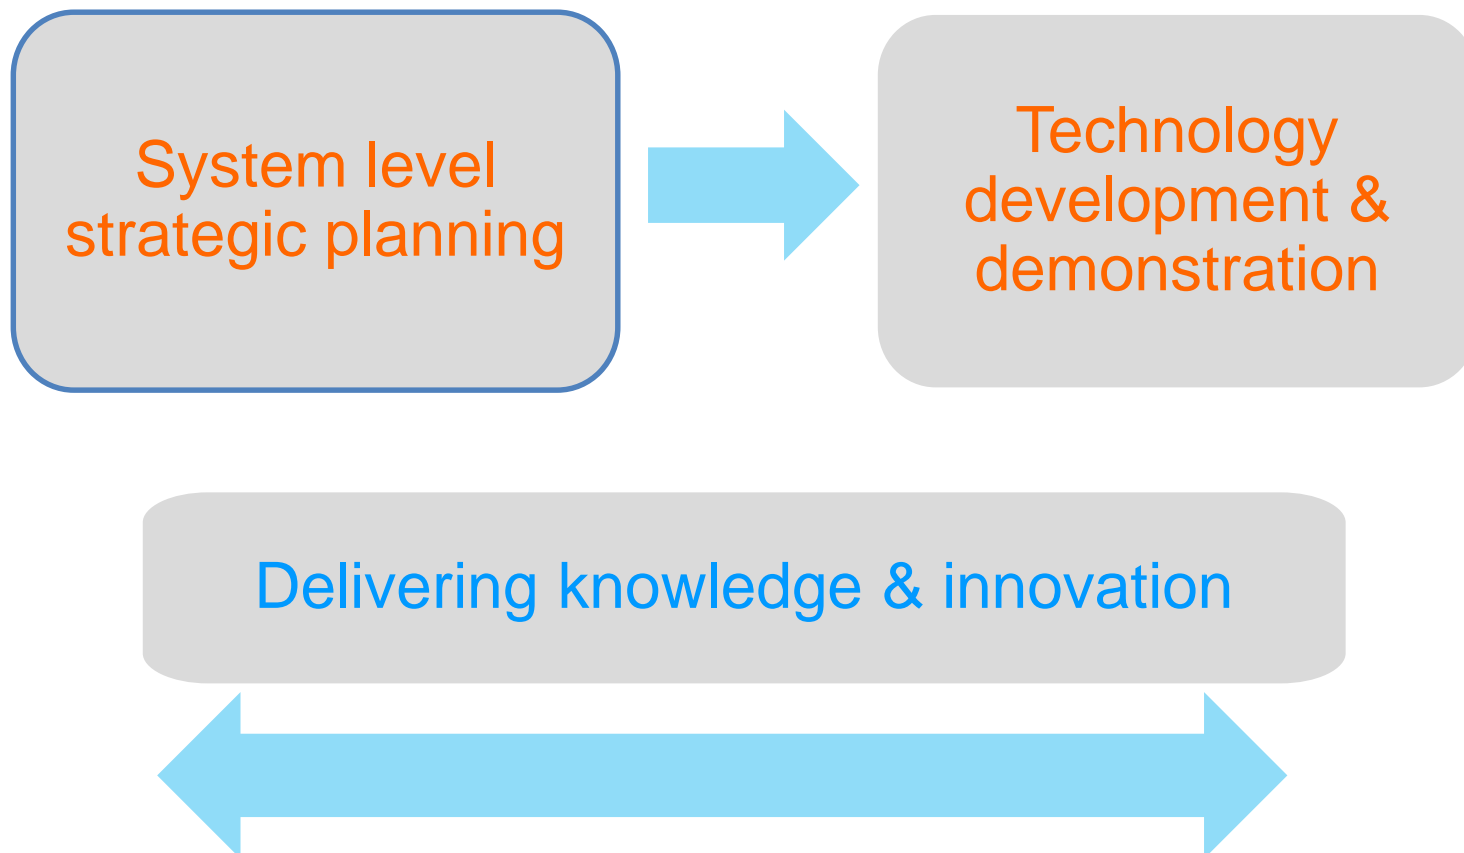 System level
strategic planning
Technology
development &
demonstration
Delivering knowledge & innovation